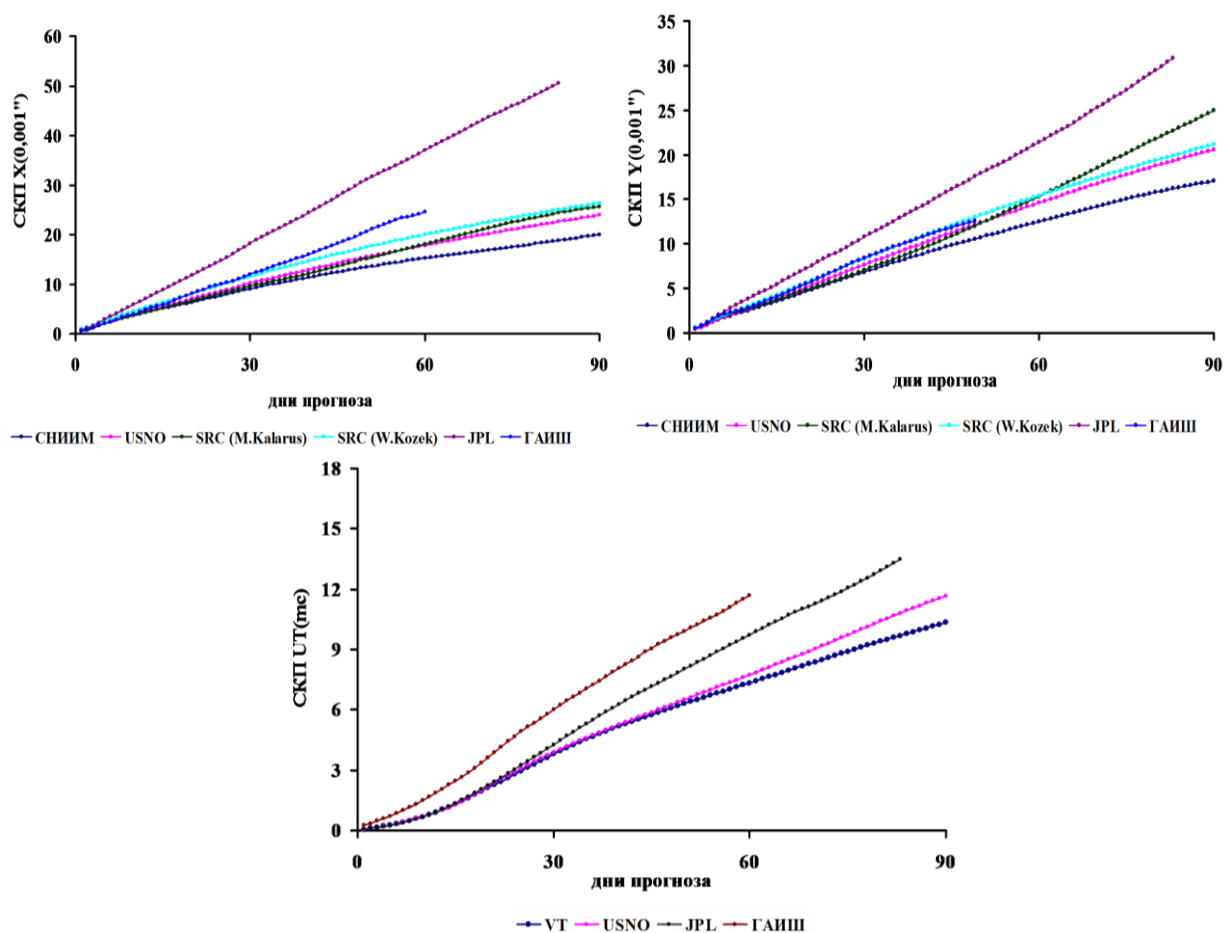 СКП X(0,001")
60
50
40
30
20
10
0
0 30 60 90
дни прогноза
СНИИМ USNO SRC (M.Kalarus) SRC (W.Kozek) JPL ГАИШ
СКП Y(0,001")
35
30
25
20
15
10
5
0
0 30 60 90
дни прогноза
СНИИМ USNO SRC (M.Kalarus) SRC (W.Kozek) JPL ГАИШ
СКП UT(mc)
18
15
12
9
6
3
0
0 30 60 90
дни прогноза
VT USNO JPL ГАИШ